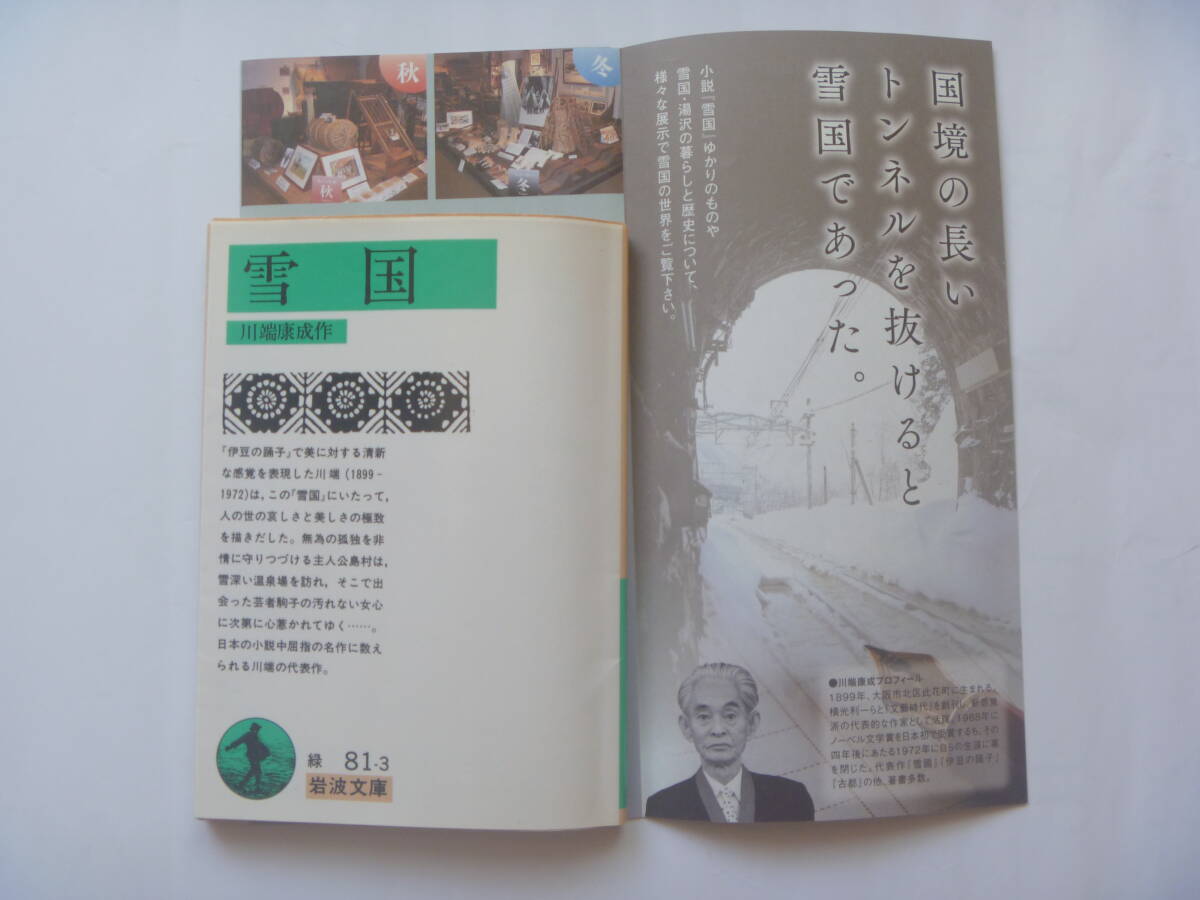 秋
冬
秋
冬
国境の長い
トンネルを抜けると
雪国であった。
小説『雪国』ゆかりのものや
雪国・湯沢の暮らしと歴史について、
様々な展示で雪国の世界をご覧下さい。
雪 国
川端康成作
『伊豆の踊子』で美に対する清新
な感覚を表現した川端(1899-
1972)は,この『雪国』にいたって,
人の世の哀しさと美しさの極致
を描きだした。無為の孤独を非
情に守りつづける主人公島村は,
雪深い温泉場を訪れ,そこで出
会った芸者駒子の汚れない女心
に次第に心惹かれてゆく……。
日本の小説中屈指の名作に数え
られる川端の代表作。
緑 81-3
岩波文庫
●川端康成プロフィール
1899年、大阪市北区此花町に生まれる。
横光利一らと『文藝時代』を創刊し、新感覚
派の代表的な作家として活躍。1968年に
ノーベル文学賞を日本初で受賞するも、その
四年後にあたる1972年に自らの生涯に幕
を閉じた。代表作『雪國』『伊豆の踊子』
『古都』の他、著書多数。